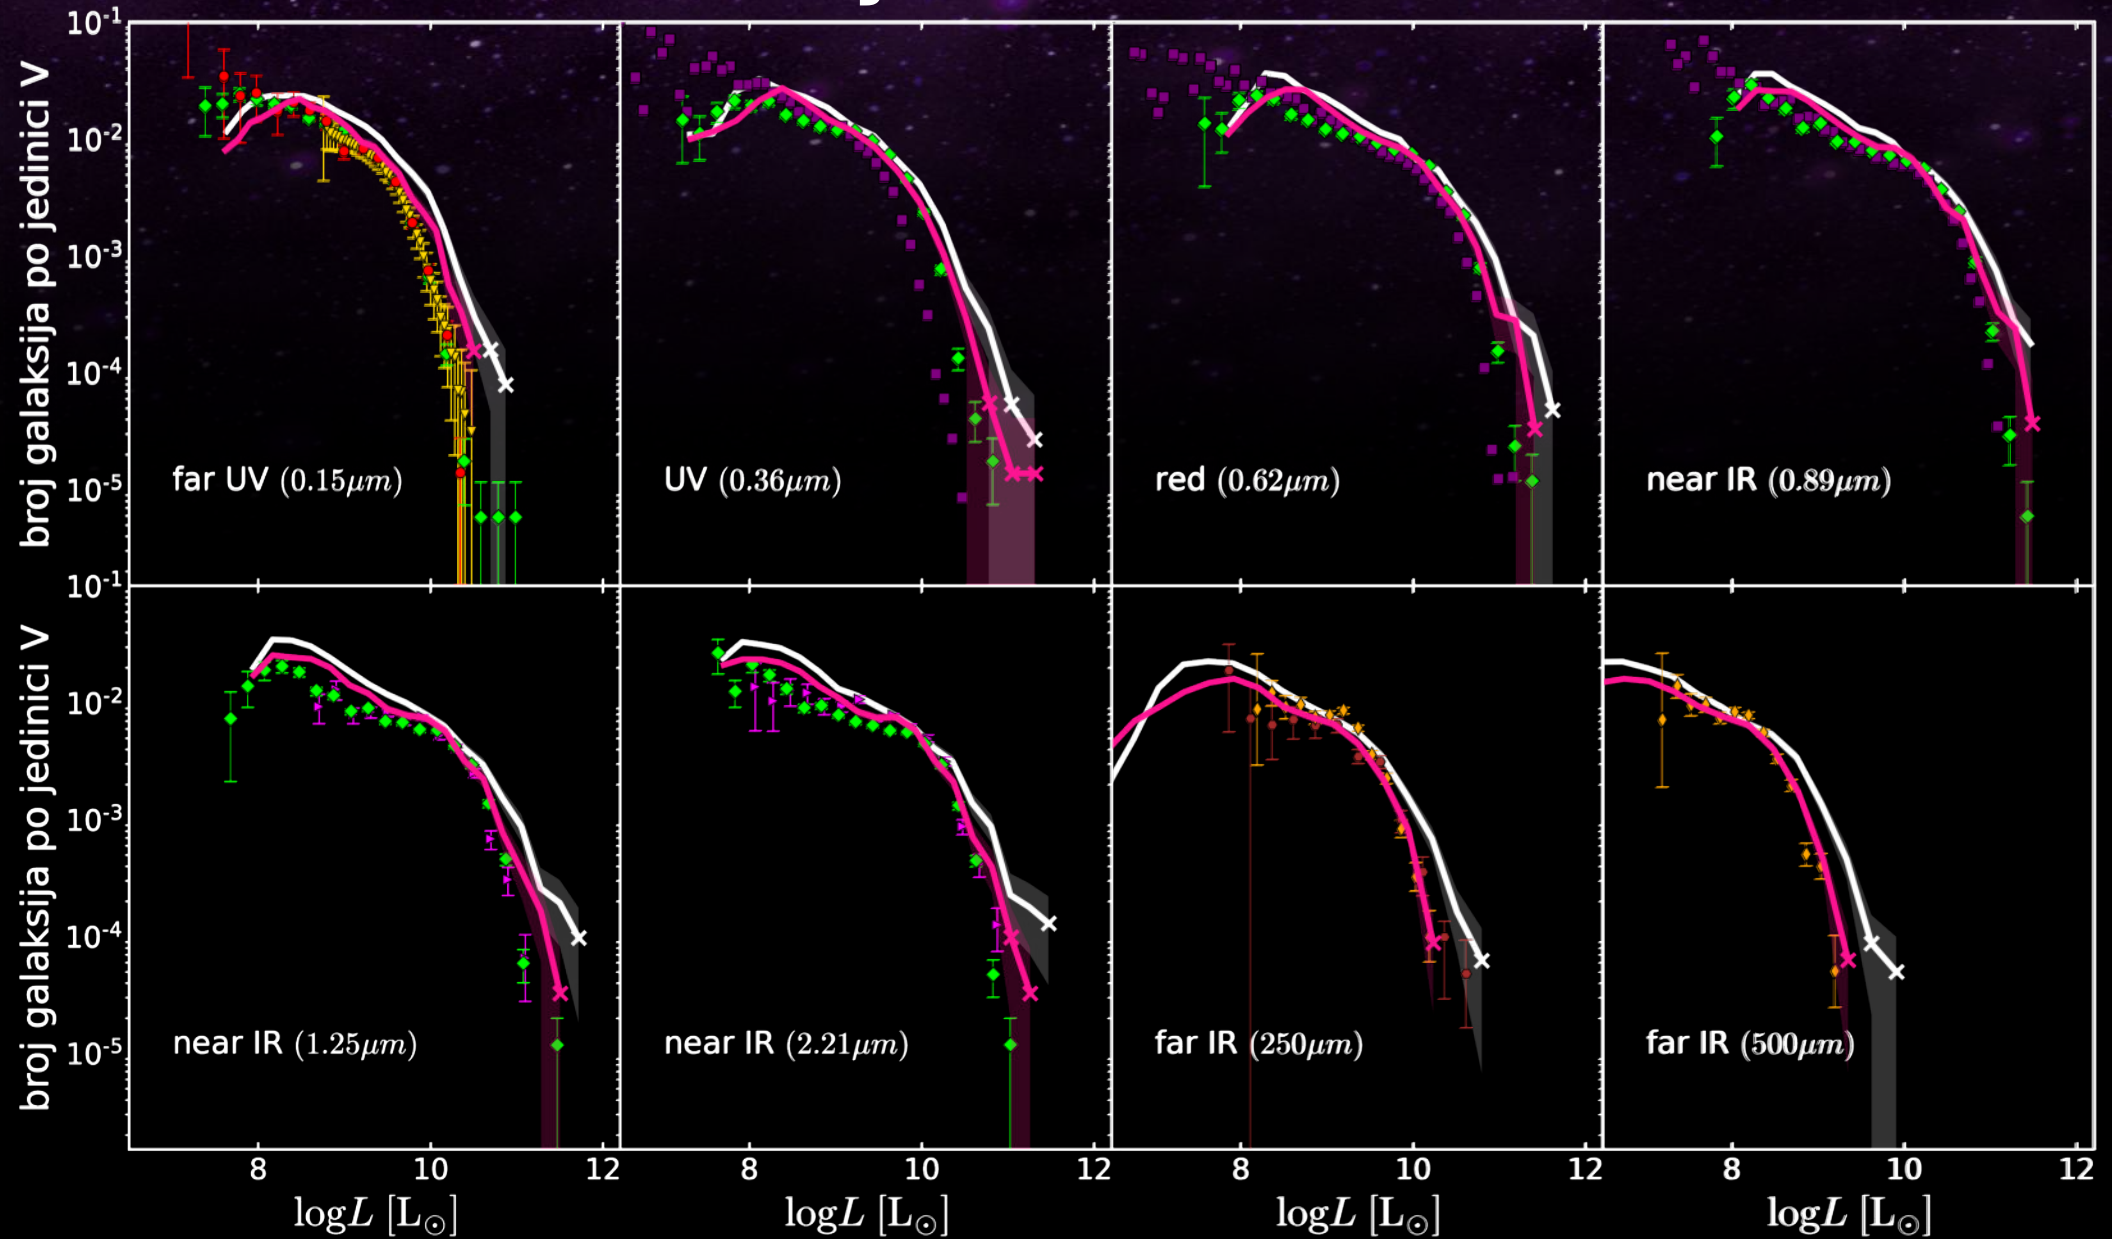 broj galaksija po jedinici V
10⁻¹
10⁻²
10⁻³
10⁻⁴
10⁻⁵
far UV (0.15μm)
UV (0.36μm)
red (0.62μm)
near IR (0.89μm)
broj galaksija po jedinici V
10⁻¹
10⁻²
10⁻³
10⁻⁴
10⁻⁵
near IR (1.25μm)
near IR (2.21μm)
far IR (250μm)
far IR (500μm)
8 10 12 8 10 12 8 10 12 8 10 12
logL [L⊙] logL [L⊙] logL [L⊙] logL [L⊙]